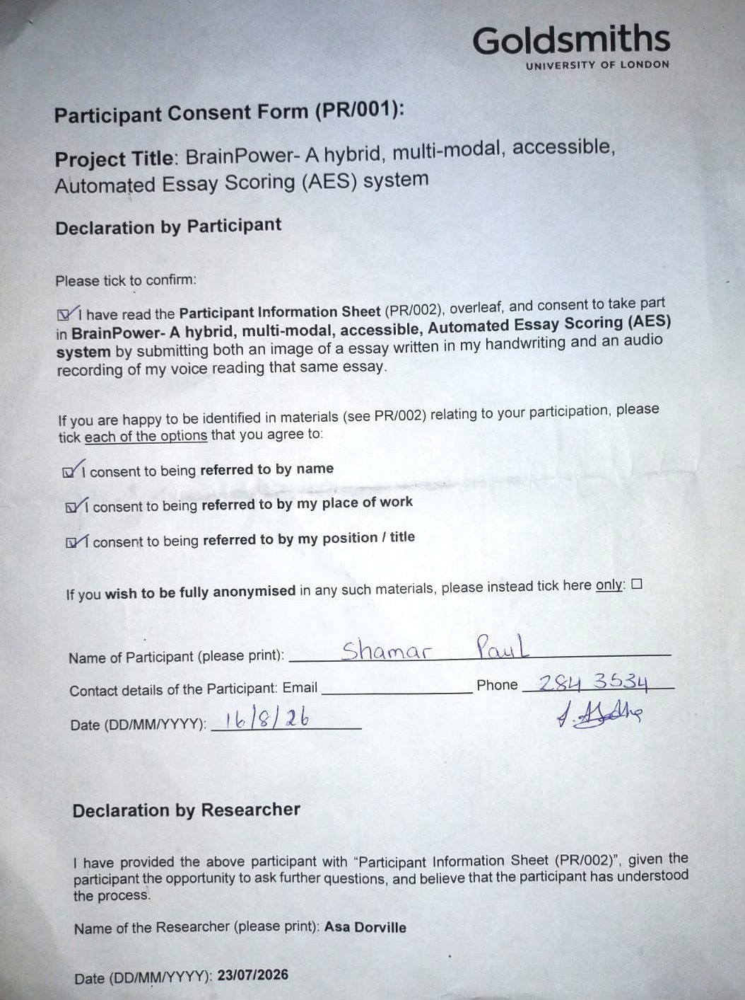 Goldsmiths
UNIVERSITY OF LONDON
Participant Consent Form (PR/001):
Project Title: BrainPower- A hybrid, multi-modal, accessible,
Automated Essay Scoring (AES) system
Declaration by Participant
Please tick to confirm:
I have read the Participant Information Sheet (PR/002), overleaf, and consent to take part
in BrainPower- A hybrid, multi-modal, accessible, Automated Essay Scoring (AES)
system by submitting both an image of a essay written in my handwriting and an audio
recording of my voice reading that same essay.
If you are happy to be identified in materials (see PR/002) relating to your participation, please
tick each of the options that you agree to:
I consent to being referred to by name
I consent to being referred to by my place of work
I consent to being referred to by my position / title
If you wish to be fully anonymised in any such materials, please instead tick here only:
Name of Participant (please print): Shamar Paul
Contact details of the Participant: Email Phone 284 3534
Date (DD/MM/YYYY): 16/8/26
Declaration by Researcher
I have provided the above participant with “Participant Information Sheet (PR/002)”, given the
participant the opportunity to ask further questions, and believe that the participant has understood
the process.
Name of the Researcher (please print): Asa Dorville
Date (DD/MM/YYYY): 23/07/2026